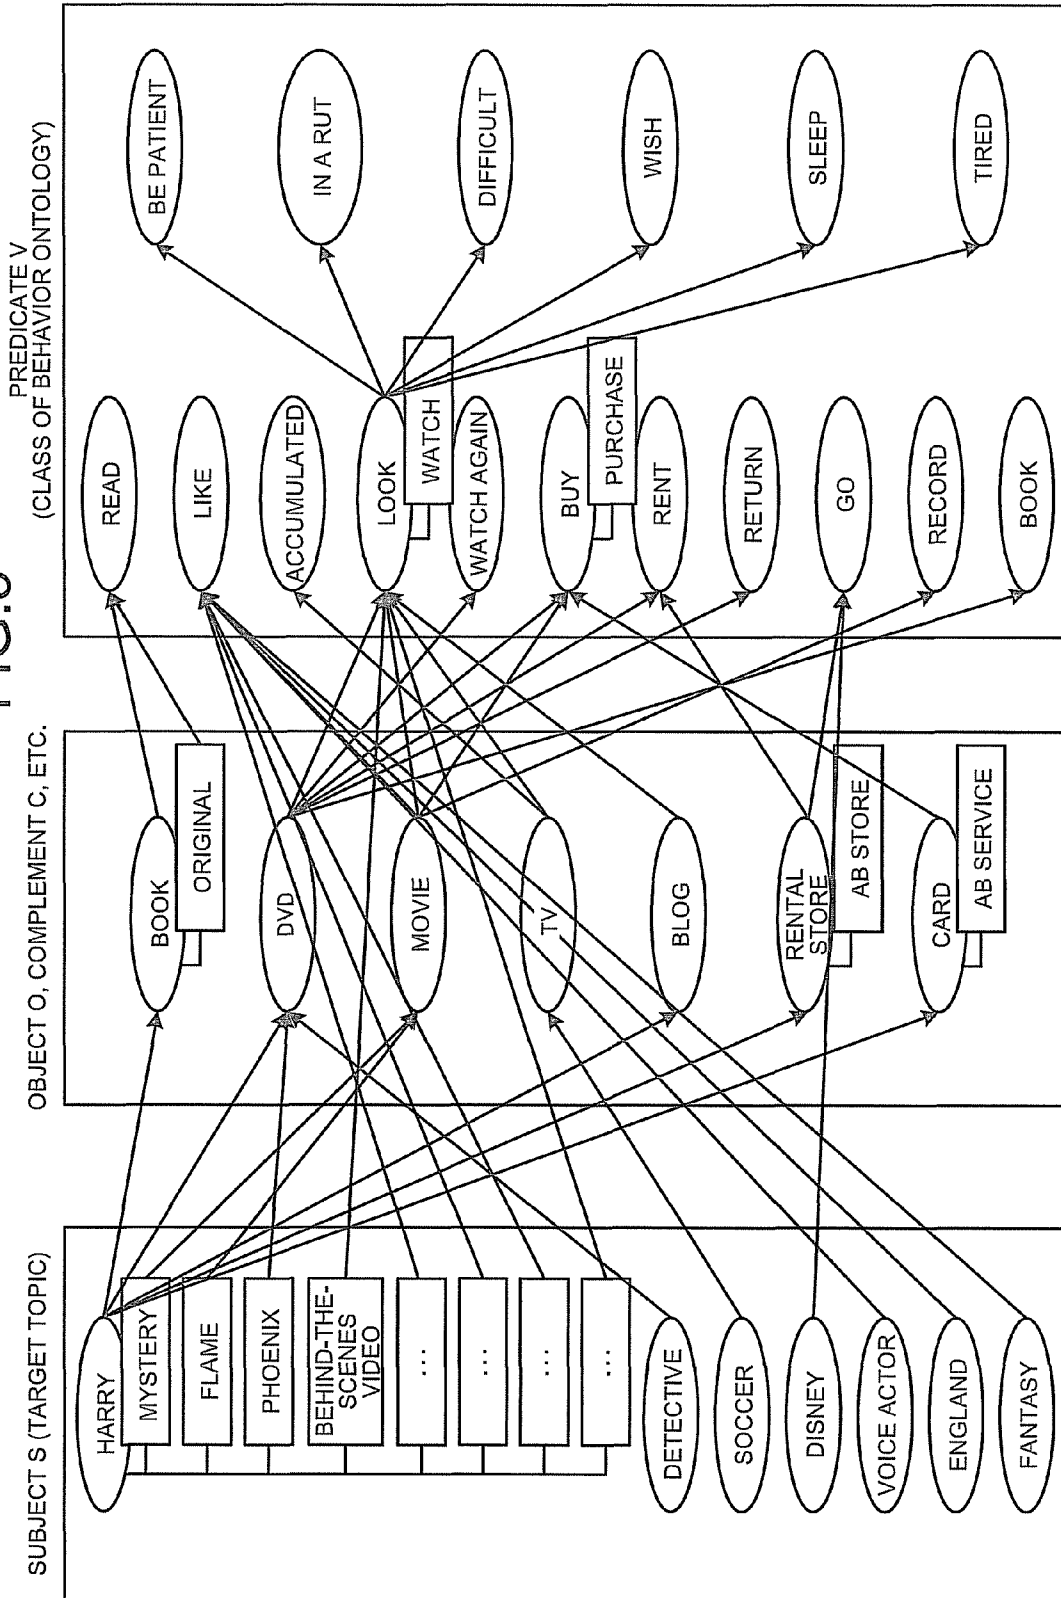 SUBJECT S (TARGET TOPIC)
HARRY
MYSTERY
FLAME
PHOENIX
BEHIND-THE-
SCENES
VIDEO
...
...
...
...
DETECTIVE
SOCCER
DISNEY
VOICE ACTOR
ENGLAND
FANTASY
OBJECT O, COMPLEMENT C, ETC.
BOOK
ORIGINAL
DVD
MOVIE
TV
BLOG
RENTAL
STORE
AB STORE
CARD
AB SERVICE
PREDICATE V
(CLASS OF BEHAVIOR ONTOLOGY)
READ
LIKE
ACCUMULATED
LOOK
WATCH
WATCH AGAIN
BUY
PURCHASE
RENT
RETURN
GO
RECORD
BOOK
BE PATIENT
IN A RUT
DIFFICULT
WISH
SLEEP
TIRED